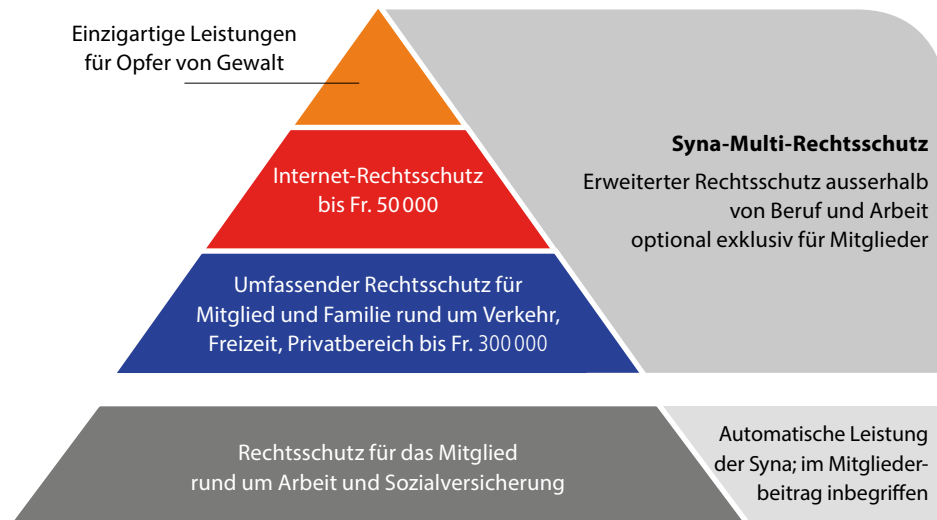 Einzigartige Leistungen
für Opfer von Gewalt
Internet-Rechtsschutz
bis Fr. 50 000
Umfassender Rechtsschutz für
Mitglied und Familie rund um Verkehr,
Freizeit, Privatbereich bis Fr. 300 000
Syna-Multi-Rechtsschutz
Erweiterter Rechtsschutz ausserhalb
von Beruf und Arbeit
optional exklusiv für Mitglieder
Rechtsschutz für das Mitglied
rund um Arbeit und Sozialversicherung
Automatische Leistung
der Syna; im Mitglieder-
beitrag inbegriffen